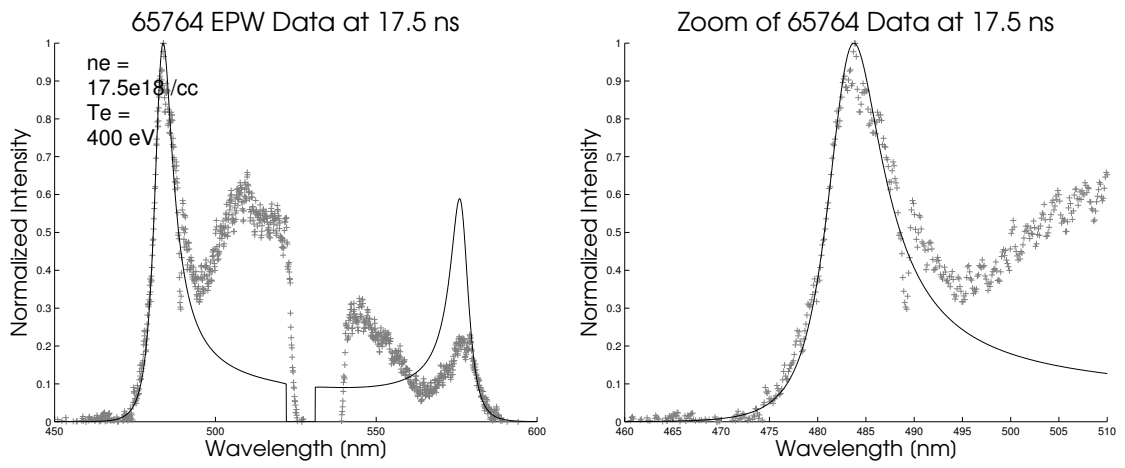 65764 EPW Data at 17.5 ns
ne =
17.5e18 /cc
Te =
400 eV
Normalized Intensity
1
0.9
0.8
0.7
0.6
0.5
0.4
0.3
0.2
0.1
0
450 500 550 600
Wavelength (nm)
Zoom of 65764 Data at 17.5 ns
Normalized Intensity
1
0.9
0.8
0.7
0.6
0.5
0.4
0.3
0.2
0.1
0
460 465 470 475 480 485 490 495 500 505 510
Wavelength (nm)